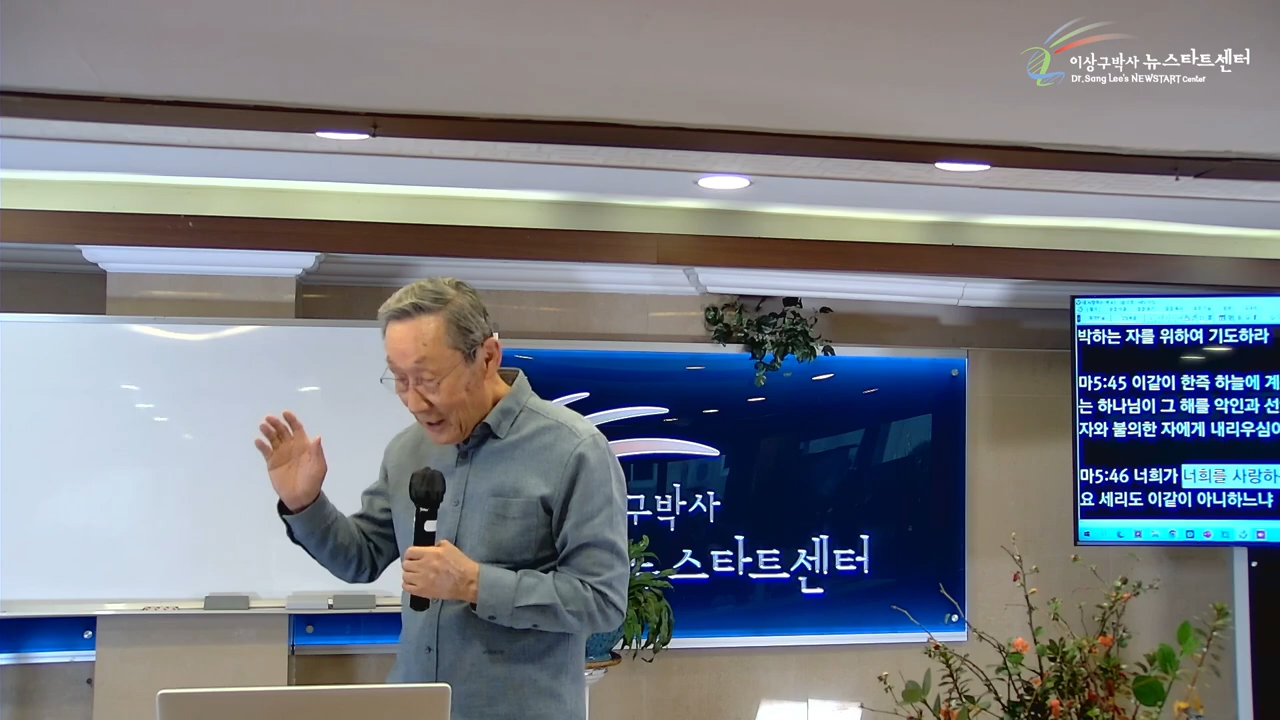 이상구박사 뉴스타트센터
Dr. Sang Lee's NEWSTART Center
박하는 자를 위하여 기도하라
마5:45 이같이 한즉 하늘에 계
는 하나님이 그 해를 악인과 선
자와 불의한 자에게 내리우심이
마5:46 너희가 너희를 사랑하
요 세리도 이같이 아니하느냐
구박사
뉴스타트센터